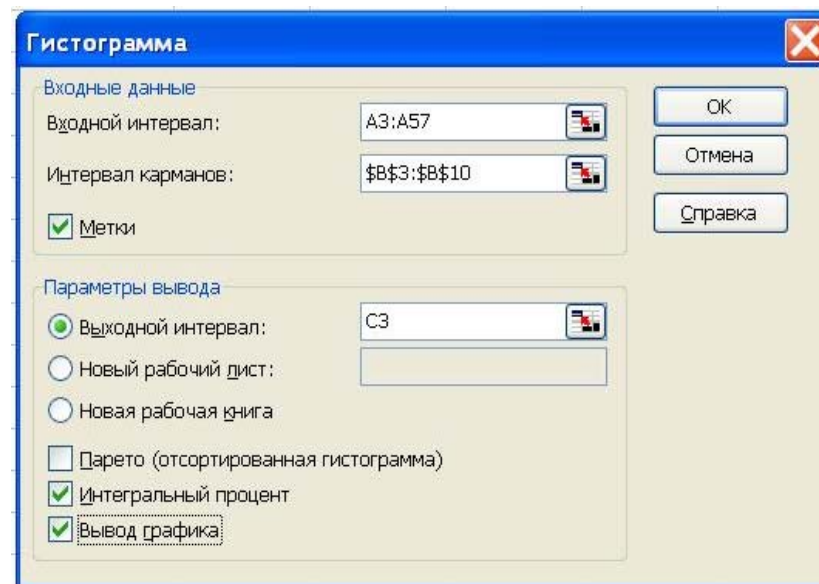 Гистограмма
Входные данные
Входной интервал:
A3:A57
Интервал карманов:
$B$3:$B$10
Метки
ОК
Отмена
Справка
Параметры вывода
Выходной интервал:
C3
Новый рабочий лист:
Новая рабочая книга
Парето (отсортированная гистограмма)
Интегральный процент
Вывод графика